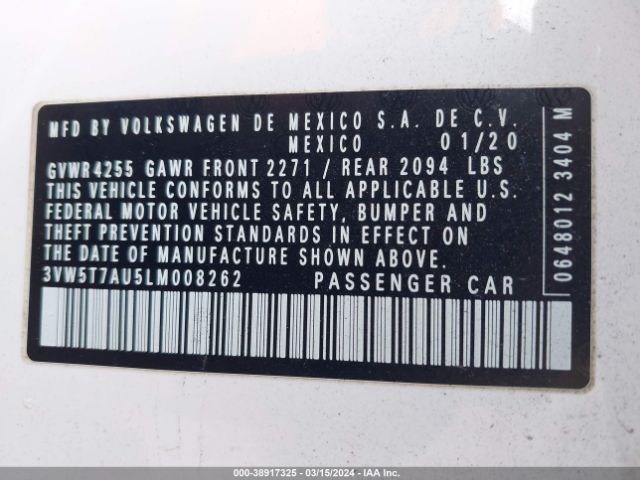 MFD BY VOLKSWAGEN DE MEXICO S.A. DE C.V.
MEXICO 01/20
GVWR 4255 GAWR FRONT 2271 / REAR 2094 LBS
THIS VEHICLE CONFORMS TO ALL APPLICABLE U.S.
FEDERAL MOTOR VEHICLE SAFETY, BUMPER AND
THEFT PREVENTION STANDARDS IN EFFECT ON
THE DATE OF MANUFACTURE SHOWN ABOVE.
3VW5T7AU5LM008262 PASSENGER CAR
0648012 3404 M
000-38917325 - 03/15/2024 - IAA Inc.